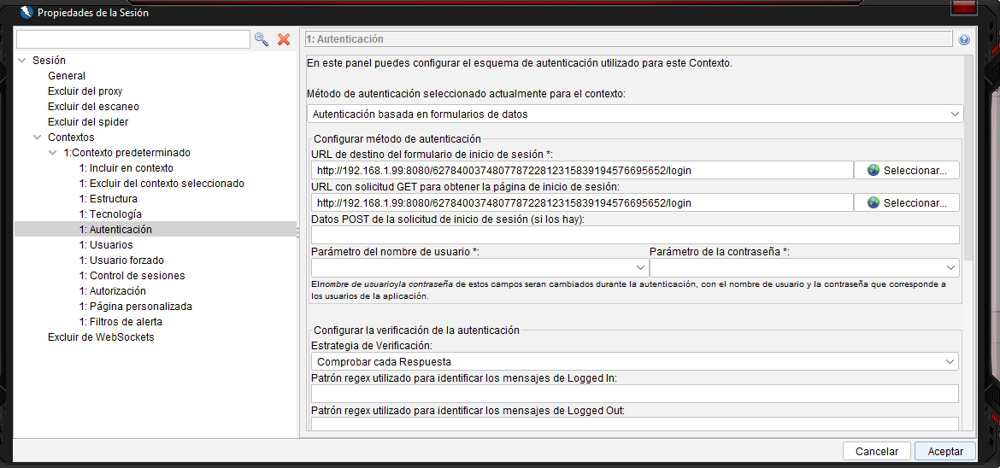 Propiedades de la Sesión
Sesión
General
Excluir del proxy
Excluir del escaneo
Excluir del spider
Contextos
1:Contexto predeterminado
1: Incluir en contexto
1: Excluir del contexto seleccionado
1: Estructura
1: Tecnología
1: Autenticación
1: Usuarios
1: Usuario forzado
1: Control de sesiones
1: Autorización
1: Página personalizada
1: Filtros de alerta
Excluir de WebSockets
1: Autenticación
En este panel puedes configurar el esquema de autenticación utilizado para este Contexto.
Método de autenticación seleccionado actualmente para el contexto:
Autenticación basada en formularios de datos
Configurar método de autenticación
URL de destino del formulario de inicio de sesión *:
http://192.168.1.99:8080/627840037480778722812315839194576695652/login
Seleccionar...
URL con solicitud GET para obtener la página de inicio de sesión:
http://192.168.1.99:8080/627840037480778722812315839194576695652/login
Seleccionar...
Datos POST de la solicitud de inicio de sesión (si los hay):
Parámetro del nombre de usuario *: Parámetro de la contraseña *:
Elnombre de usuarioyla contraseña de estos campos seran cambiados durante la autenticación, con el nombre de usuario y la contraseña que corresponde a
los usuarios de la aplicación.
Configurar la verificación de la autenticación
Estrategia de Verificación:
Comprobar cada Respuesta
Patrón regex utilizado para identificar los mensajes de Logged In:
Patrón regex utilizado para identificar los mensajes de Logged Out:
Cancelar Aceptar